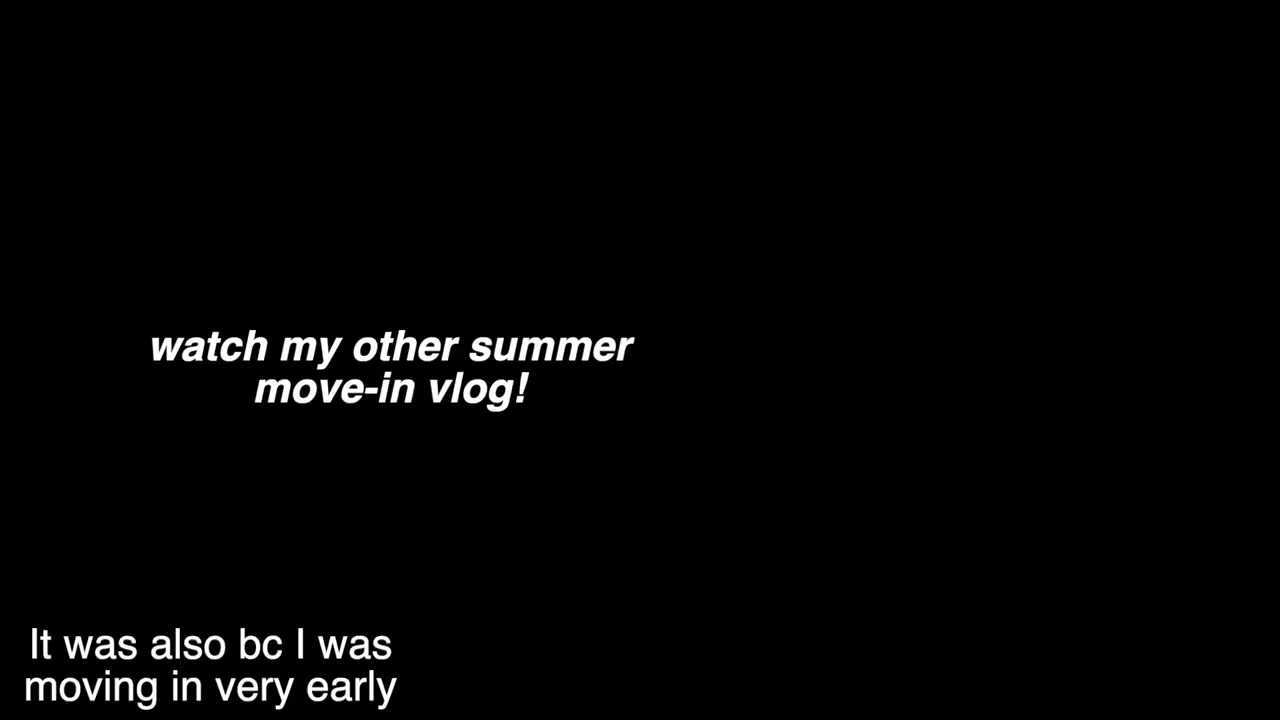 watch my other summer
move-in vlog!
It was also bc I was
moving in very early